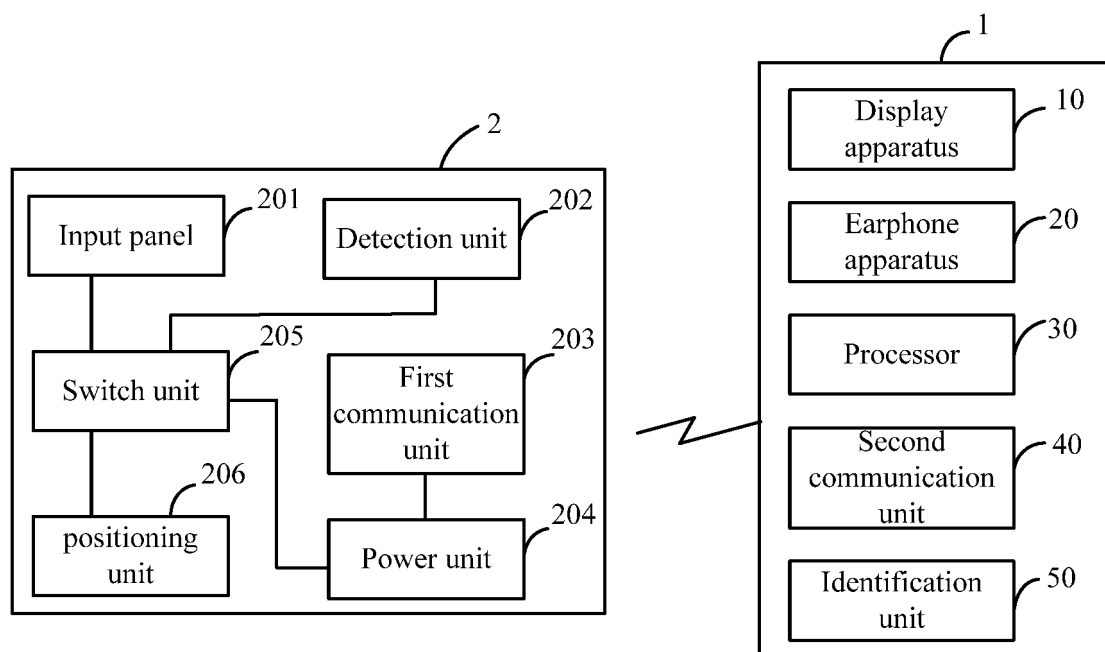 1
Display
apparatus
10
2
Input panel
201
Detection unit
202
Earphone
apparatus
20
Switch unit
205
First
communication
unit
203
Processor
30
positioning
unit
206
Power unit
204
Second
communication
unit
40
Identification
unit
50